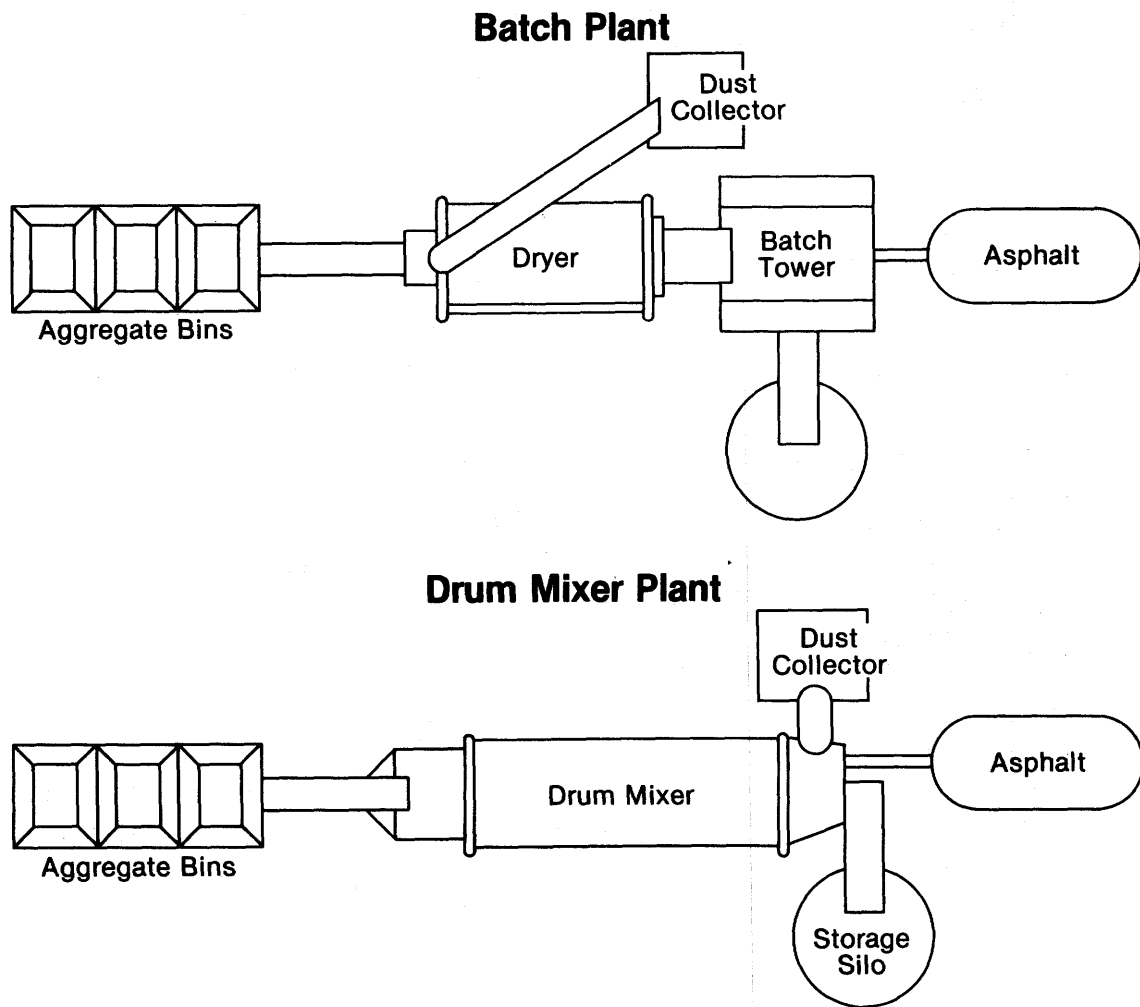 Batch Plant
Dust
Collector
Dryer
Batch
Tower
Asphalt
Aggregate Bins
Drum Mixer Plant
Dust
Collector
Drum Mixer
Asphalt
Aggregate Bins
Storage
Silo